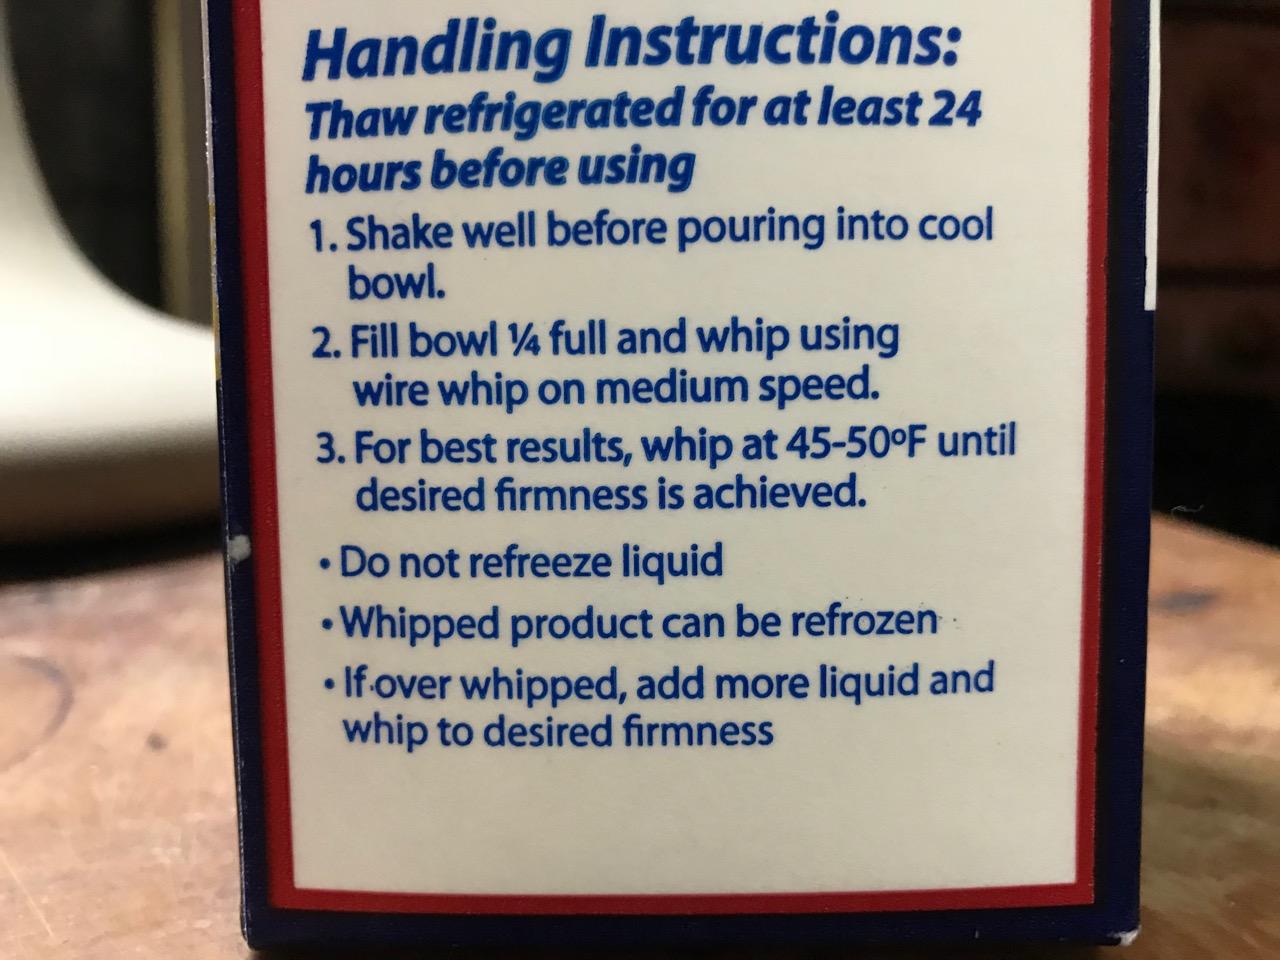 Handling Instructions:
Thaw refrigerated for at least 24
hours before using
1. Shake well before pouring into cool
bowl.
2. Fill bowl ¼ full and whip using
wire whip on medium speed.
3. For best results, whip at 45-50ºF until
desired firmness is achieved.
• Do not refreeze liquid
• Whipped product can be refrozen
• If over whipped, add more liquid and
whip to desired firmness